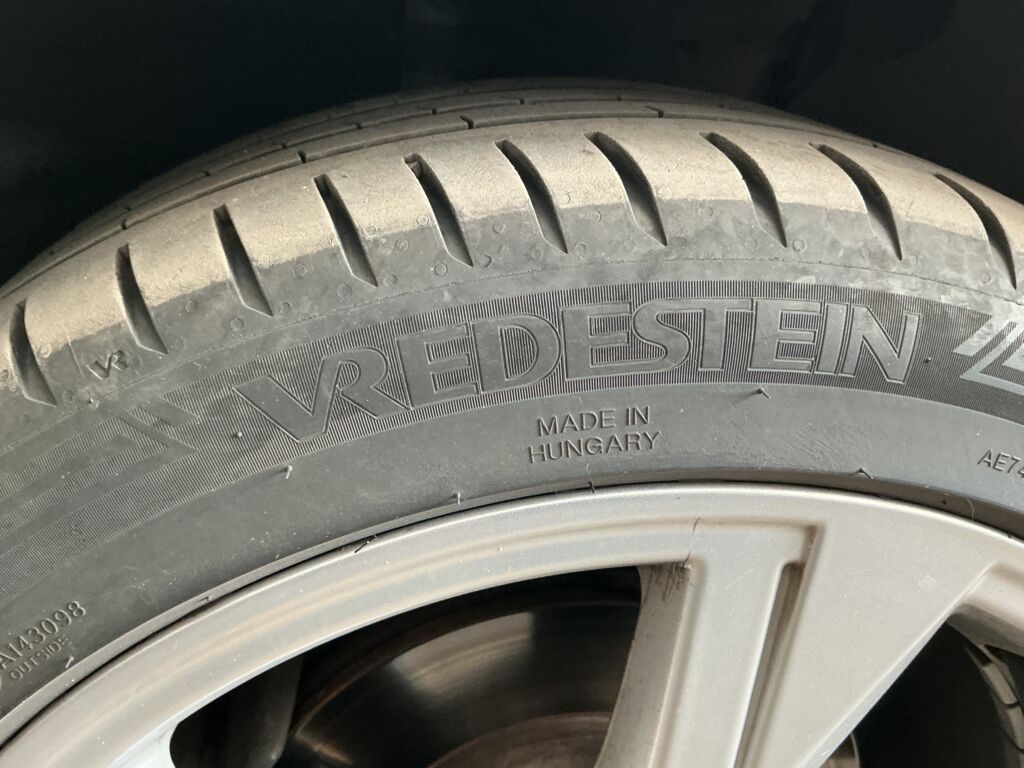 VREDESTEIN
VR
MADE IN
HUNGARY
A143098
OUTSIDE